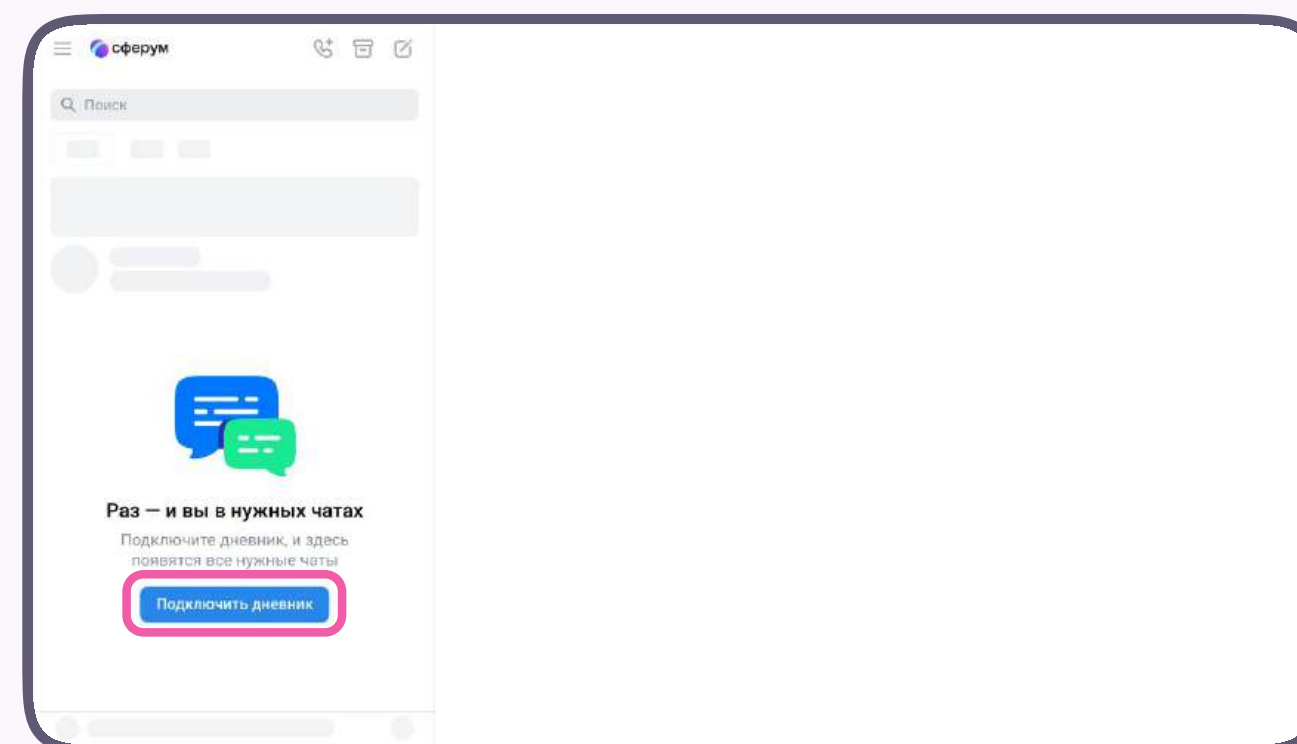 сферум
Поиск
Раз — и вы в нужных чатах
Подключите дневник, и здесь
появятся все нужные чаты
Подключить дневник